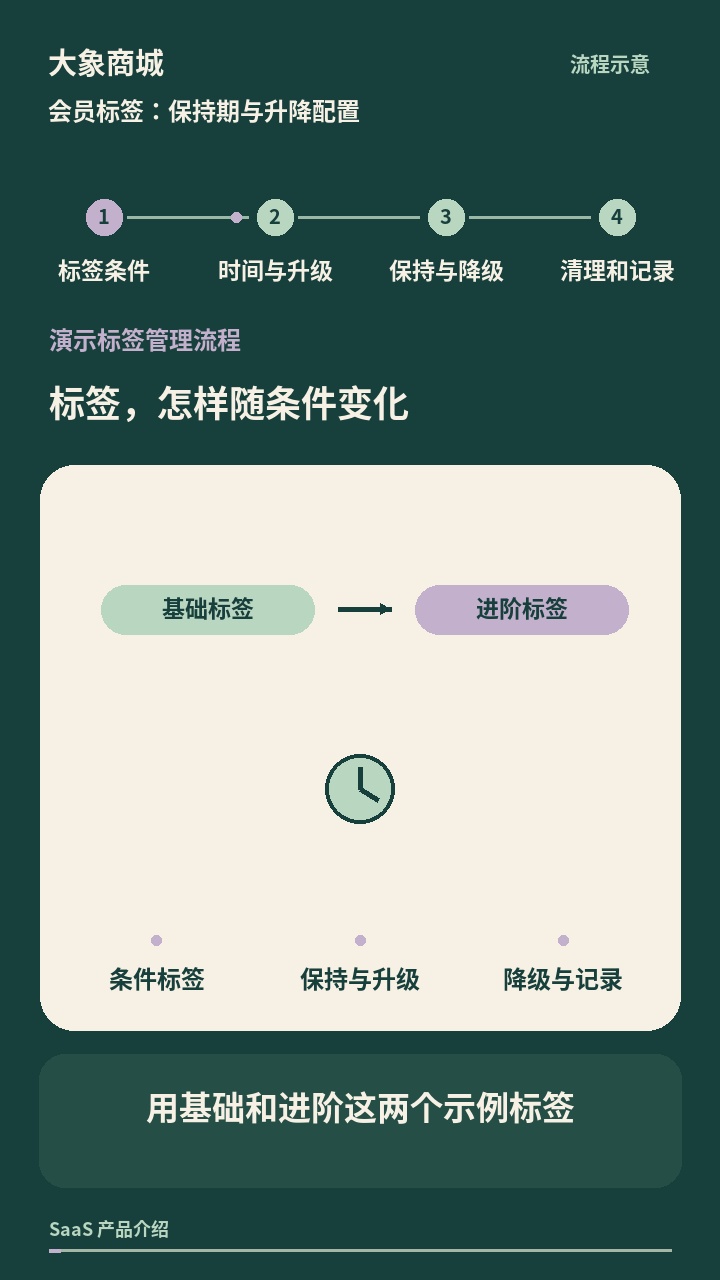 大象商城
流程示意
会员标签：保持期与升降配置
1
2
3
4
标签条件
时间与升级
保持与降级
清理和记录
演示标签管理流程
标签，怎样随条件变化
基础标签
进阶标签
条件标签
保持与升级
降级与记录
用基础和进阶这两个示例标签
SaaS 产品介绍